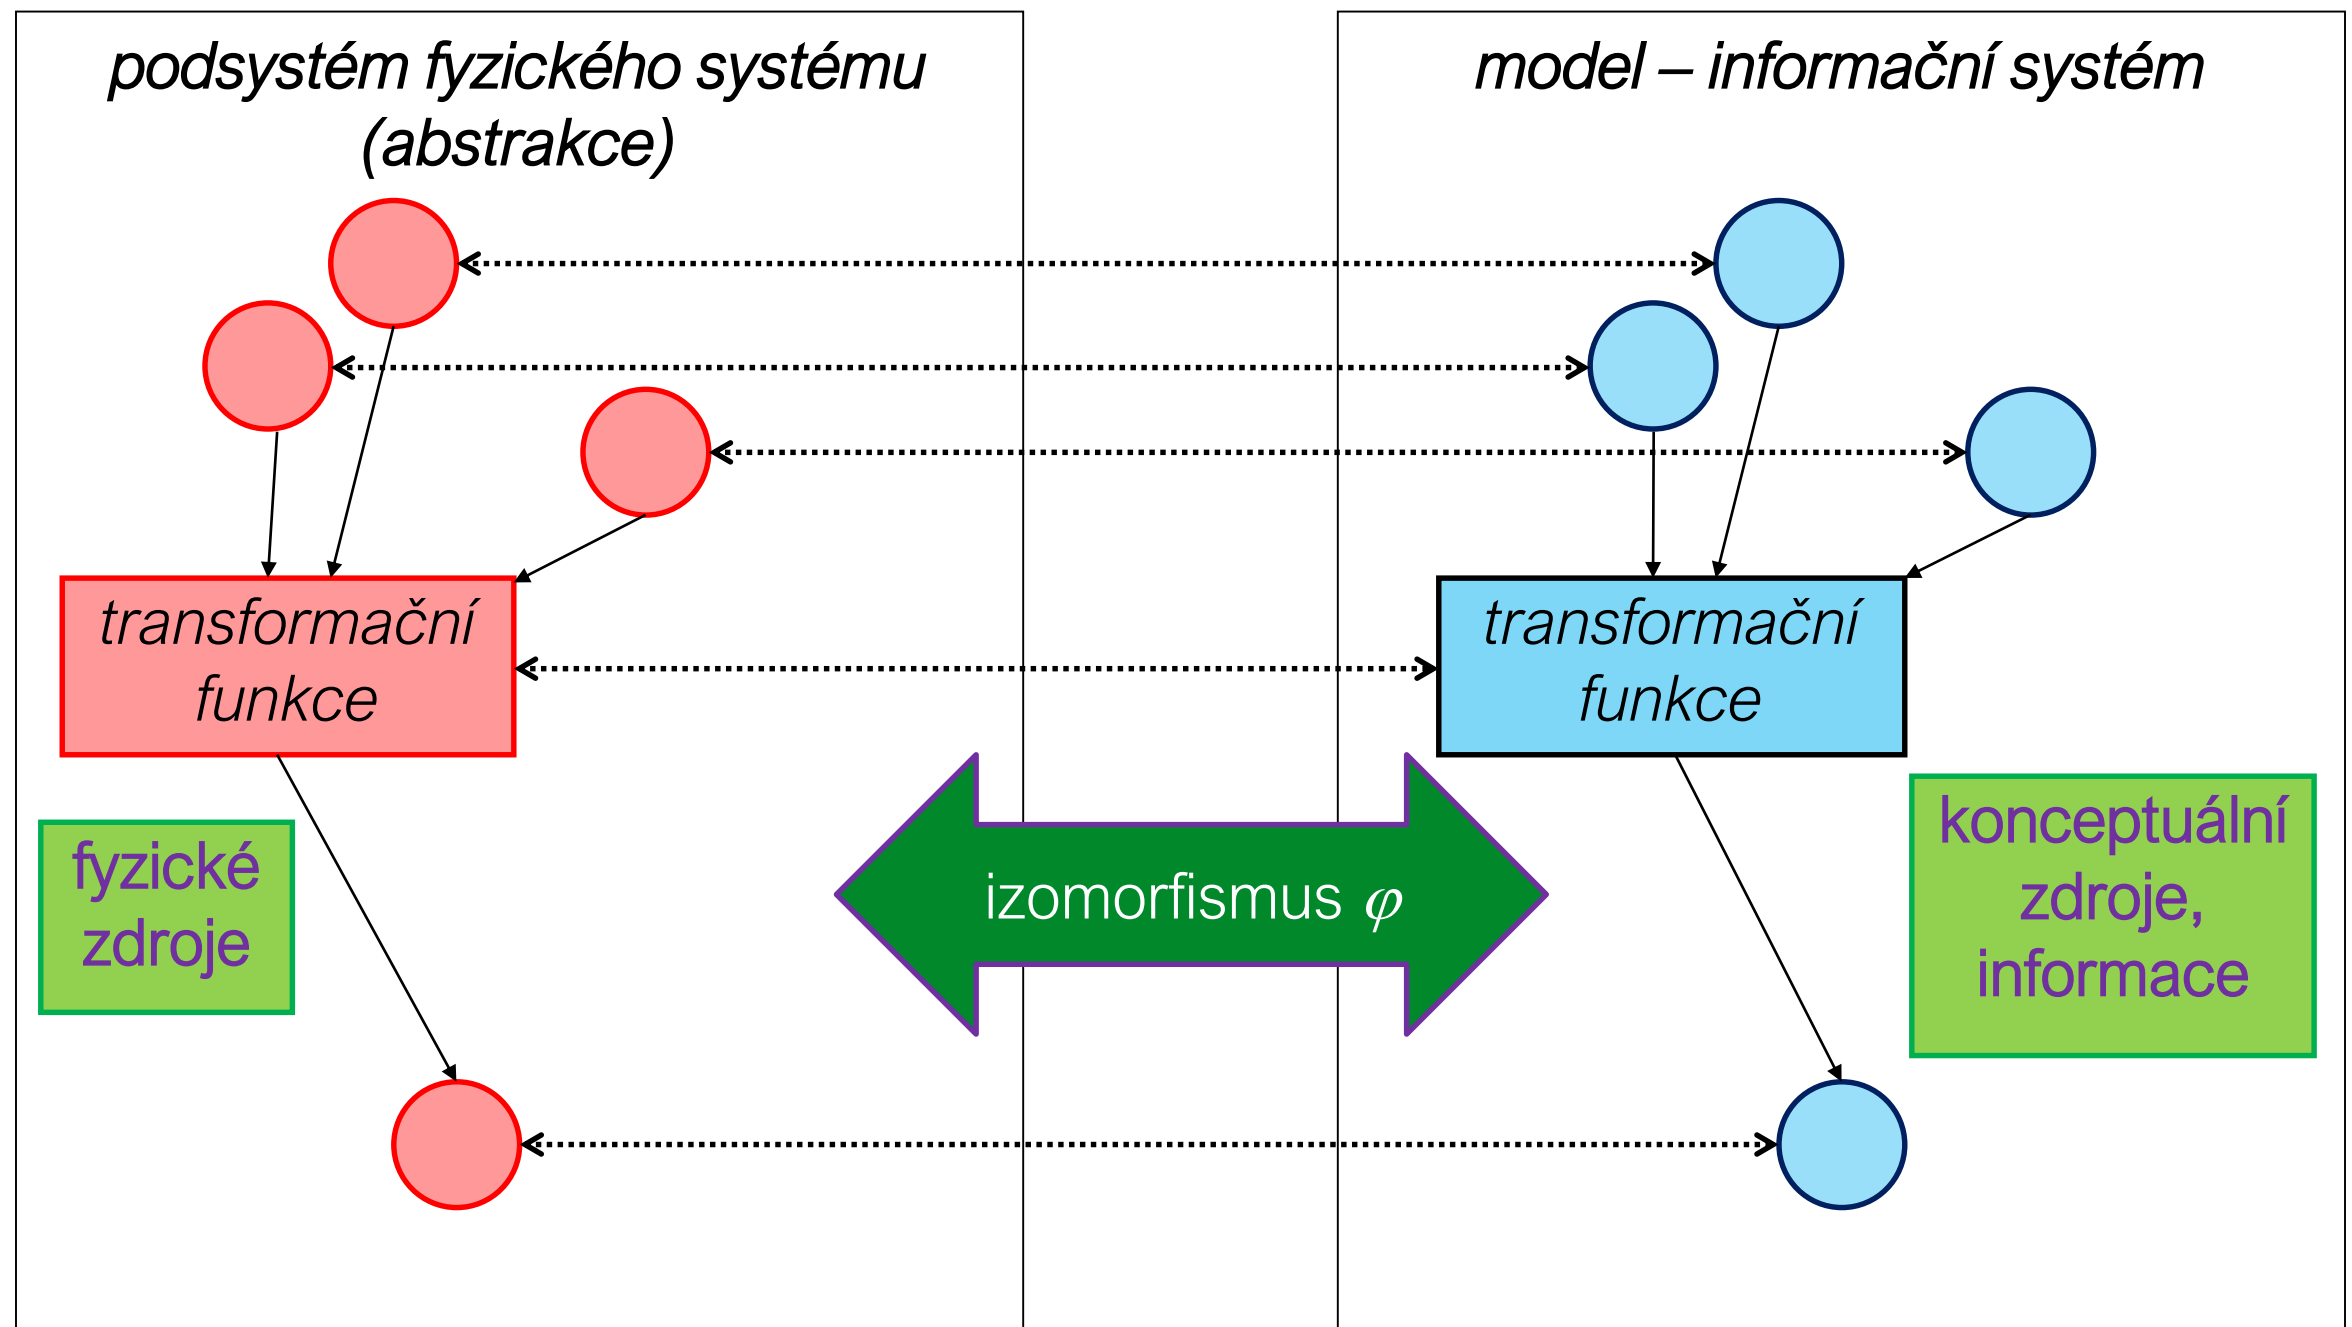 podsystém fyzického systému
(abstrakce)
model – informační systém
transformační
funkce
transformační
funkce
fyzické
zdroje
izomorfismus φ
konceptuální
zdroje,
informace